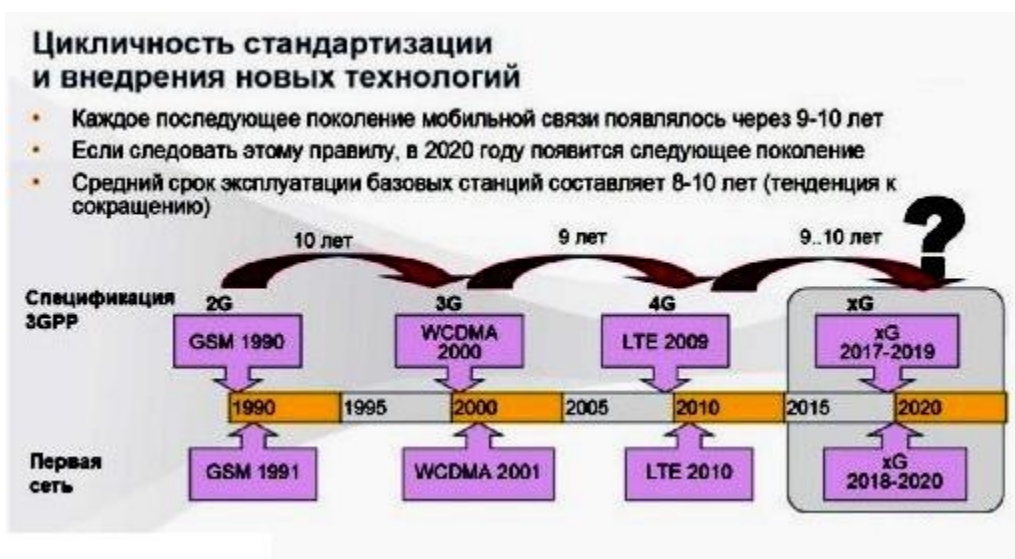 Цикличность стандартизации
и внедрения новых технологий
Каждое последующее поколение мобильной связи появлялось через 9-10 лет
Если следовать этому правилу, в 2020 году появится следующее поколение
Средний срок эксплуатации базовых станций составляет 8-10 лет (тенденция к
сокращению)
10 лет
9 лет
9..10 лет
?
Спецификация
3GPP
2G
3G
4G
xG
GSM 1990
WCDMA
2000
LTE 2009
xG
2017-2019
1990
1995
2000
2005
2010
2015
2020
Первая
сеть
GSM 1991
WCDMA 2001
LTE 2010
xG
2018-2020